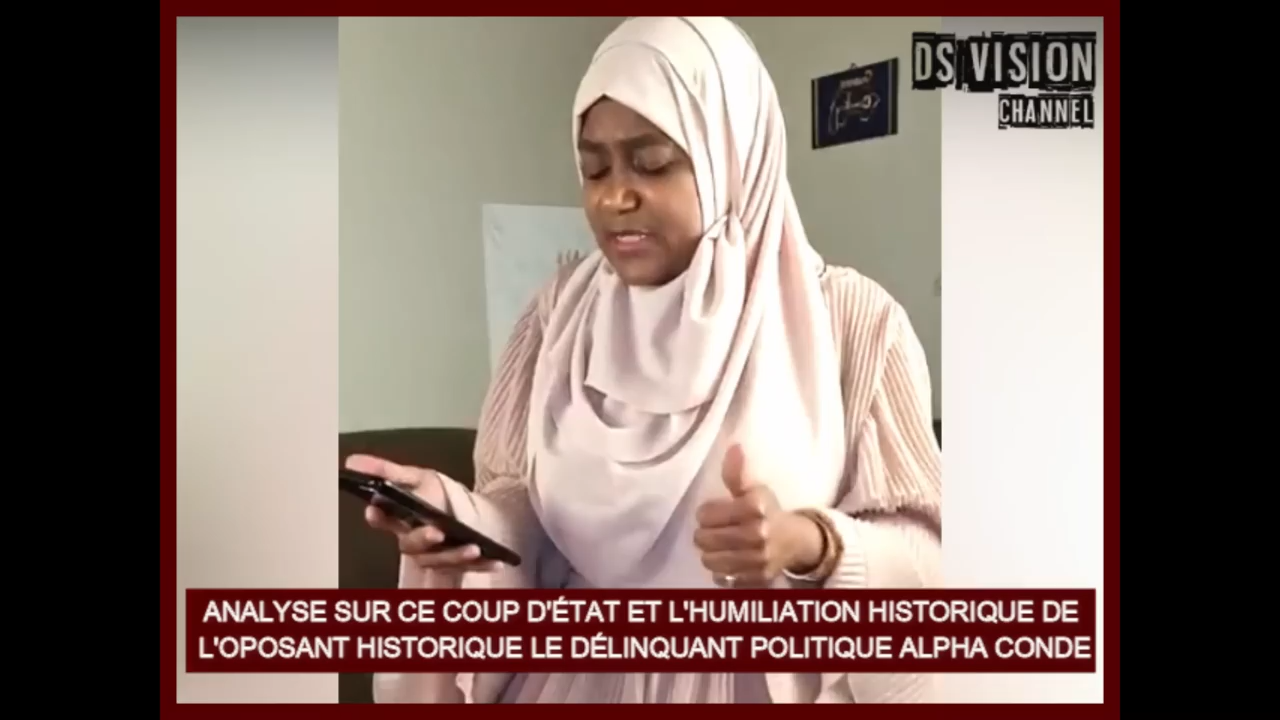 DS VISION
CHANNEL
ANALYSE SUR CE COUP D'ÉTAT ET L'HUMILIATION HISTORIQUE DE
L'OPOSANT HISTORIQUE LE DÉLINQUANT POLITIQUE ALPHA CONDE